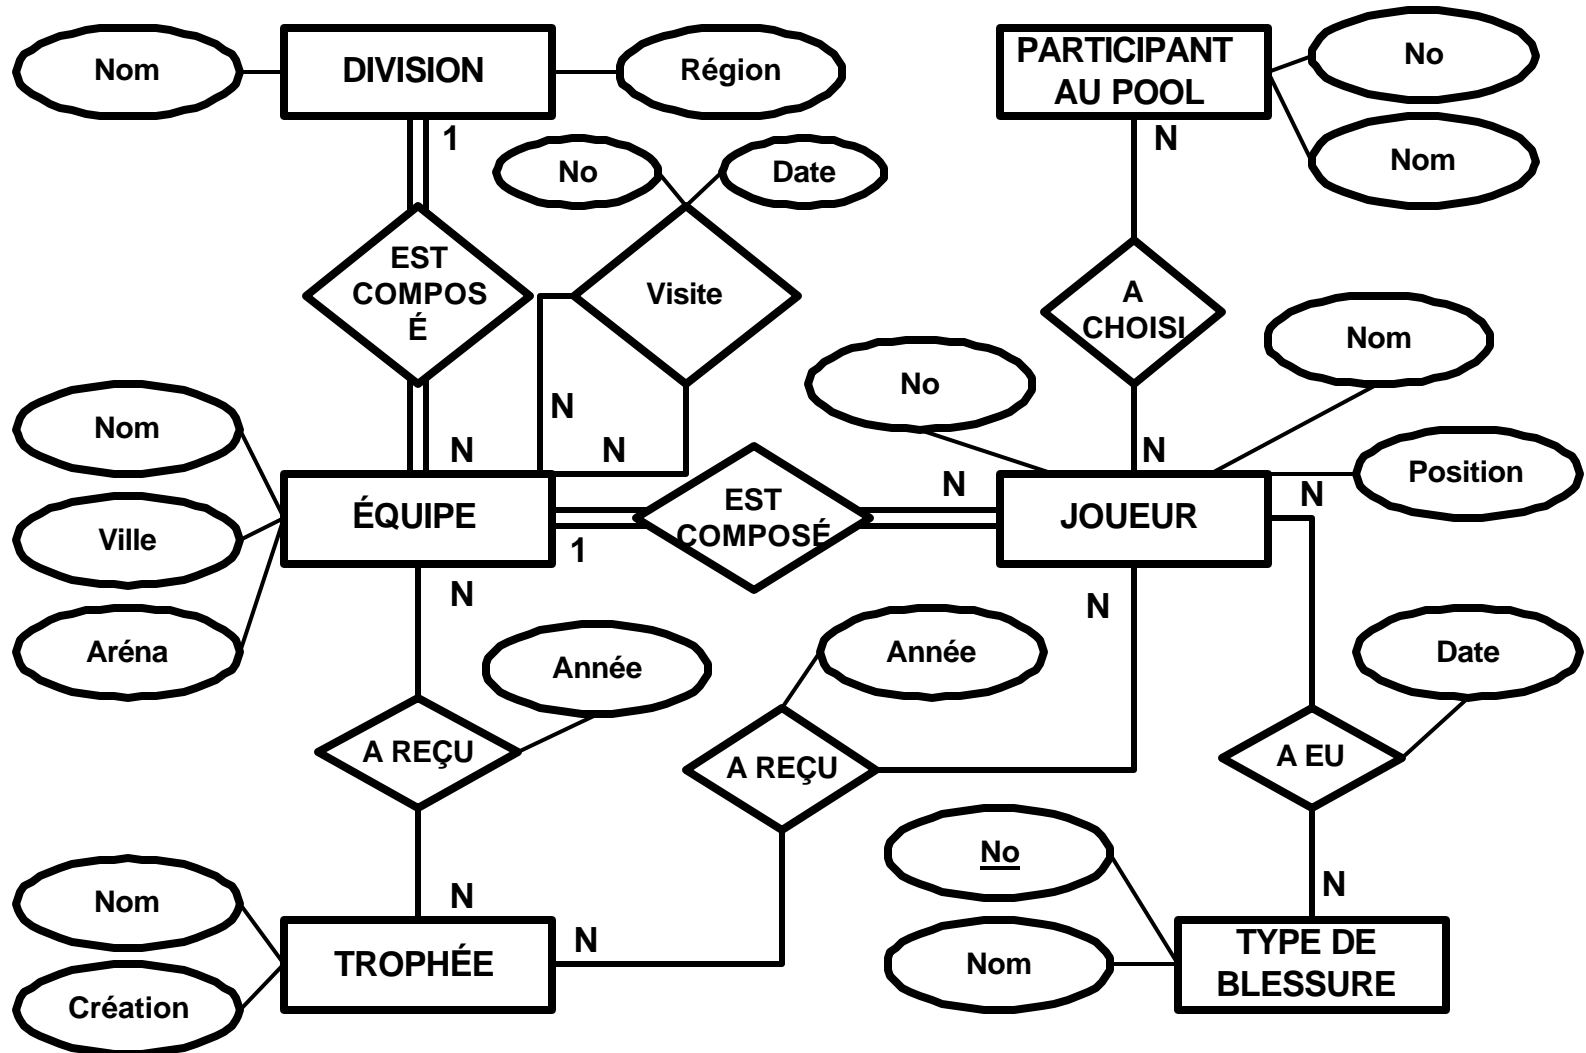 Nom
DIVISION
Région
PARTICIPANT
AU POOL
No
Nom
1
N
No
Date
EST
COMPOS
É
Visite
A
CHOISI
Nom
No
N
Nom
N
N
N
Position
Ville
ÉQUIPE
EST
COMPOSÉ
N
JOUEUR
N
1
Aréna
N
N
Année
Année
Date
A REÇU
A REÇU
A EU
No
Nom
N
N
N
TROPHÉE
Nom
TYPE DE
BLESSURE
Création